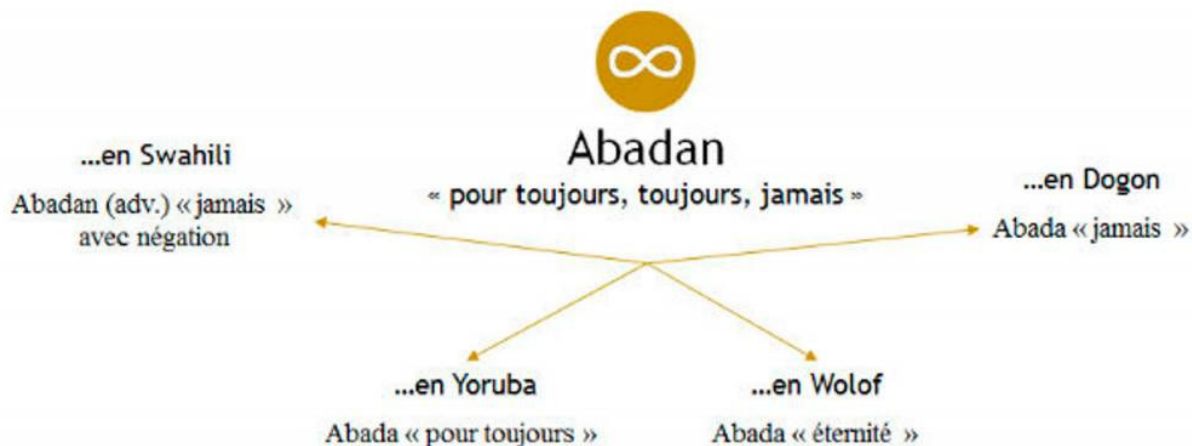 Abadan
« pour toujours, toujours, jamais »
...en Swahili
Abadan (adv.) « jamais »
avec négation
...en Dogon
Abada « jamais »
...en Yoruba
Abada « pour toujours »
...en Wolof
Abada « éternité »